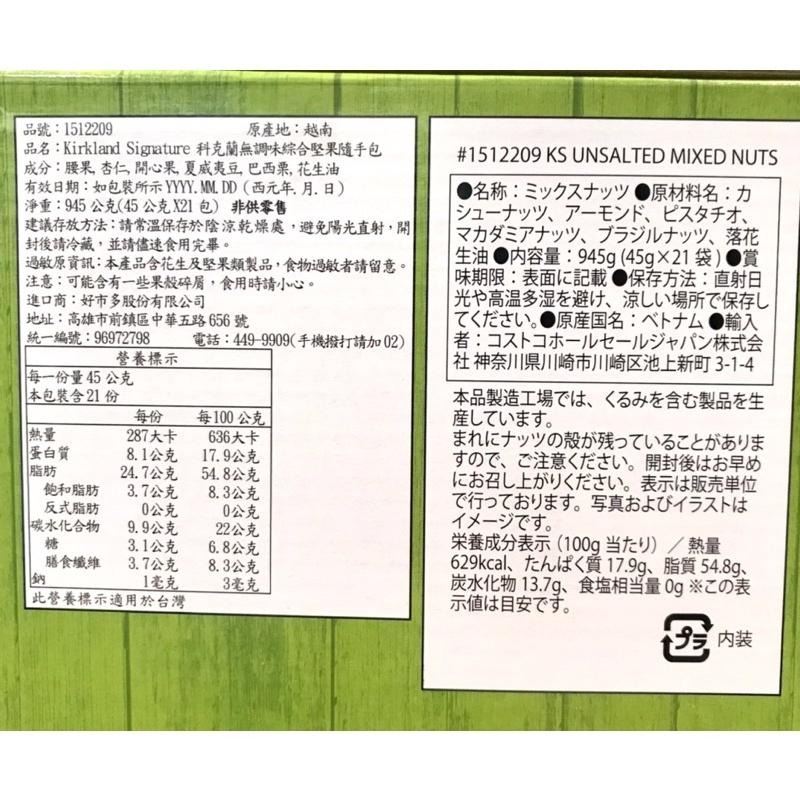 品號：1512209 原產地：越南
品名：Kirkland Signature 科克蘭無調味綜合堅果隨手包
成分：腰果, 杏仁, 開心果, 夏威夷豆, 巴西栗, 花生油
有效日期：如包裝所示YYYY. MM. DD (西元年. 月. 日)
淨重：945 公克(45 公克X21 包) 非供零售
建議存放方法：請常溫保存於陰涼乾燥處，避免陽光直射，開
封後請冷藏，並請儘速食用完畢。
過敏原資訊：本產品含花生及堅果類製品，食物過敏者請留意。
注意：可能含有一些果殼碎屑，食用時請小心。
進口商：好市多股份有限公司
地址：高雄市前鎮區中華五路 656 號
統一編號：96972798 電話：449-9909(手機撥打請加 02)
營養標示
每一份量 45 公克
本包裝含 21 份
每份 每 100 公克
熱量 287大卡 636大卡
蛋白質 8.1公克 17.9公克
脂肪 24.7公克 54.8公克
飽和脂肪 3.7公克 8.3公克
反式脂肪 0公克 0公克
碳水化合物 9.9公克 22公克
糖 3.1公克 6.8公克
膳食纖維 3.7公克 8.3公克
鈉 1毫克 3毫克
此營養標示適用於台灣
#1512209 KS UNSALTED MIXED NUTS
●名称：ミックスナッツ ●原材料名：カ
シューナッツ、アーモンド、ピスタチオ、
マカダミアナッツ、ブラジルナッツ、落花
生油 ●内容量：945g (45g×21 袋 ) ●賞
味期限：表面に記載 ●保存方法：直射日
光や高温多湿を避け、涼しい場所で保存し
てください。●原産国名：ベトナム ●輸入
者：コストコホールセールジャパン株式会
社 神奈川県川崎市川崎区池上新町 3-1-4
本品製造工場では、くるみを含む製品を生
産しています。
まれにナッツの殻が残っていることがありま
すので、ご注意ください。開封後はお早め
にお召し上がりください。表示は販売単位
で行っております。写真およびイラストは
イメージです。
栄養成分表示 (100g 当たり) ／熱量
629kcal、たんぱく質 17.9g、脂質 54.8g、
炭水化物 13.7g、食塩相当量 0g ※この表
示値は目安です。
プラ 内装